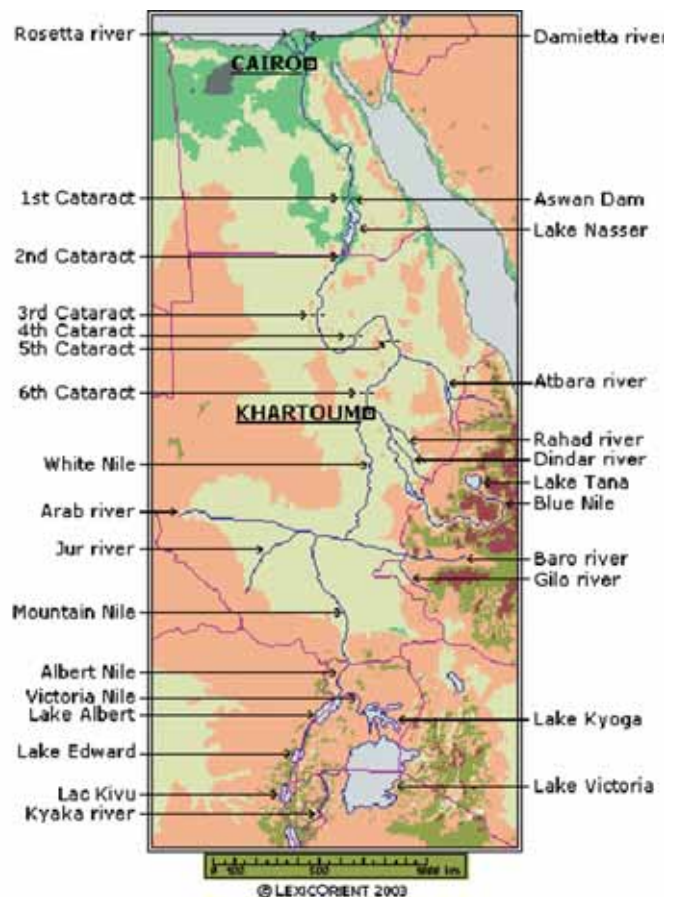 Rosetta river
Damietta river
CAIRO
1st Cataract
Aswan Dam
Lake Nasser
2nd Cataract
3rd Cataract
4th Cataract
5th Cataract
Atbara river
6th Cataract
KHARTOUM
Rahad river
White Nile
Dindar river
Lake Tana
Blue Nile
Arab river
Jur river
Baro river
Gilo river
Mountain Nile
Albert Nile
Victoria Nile
Lake Albert
Lake Kyoga
Lake Edward
Lac Kivu
Lake Victoria
Kyaka river
0 100 500 1000 km
© LEXICORIENT 2003